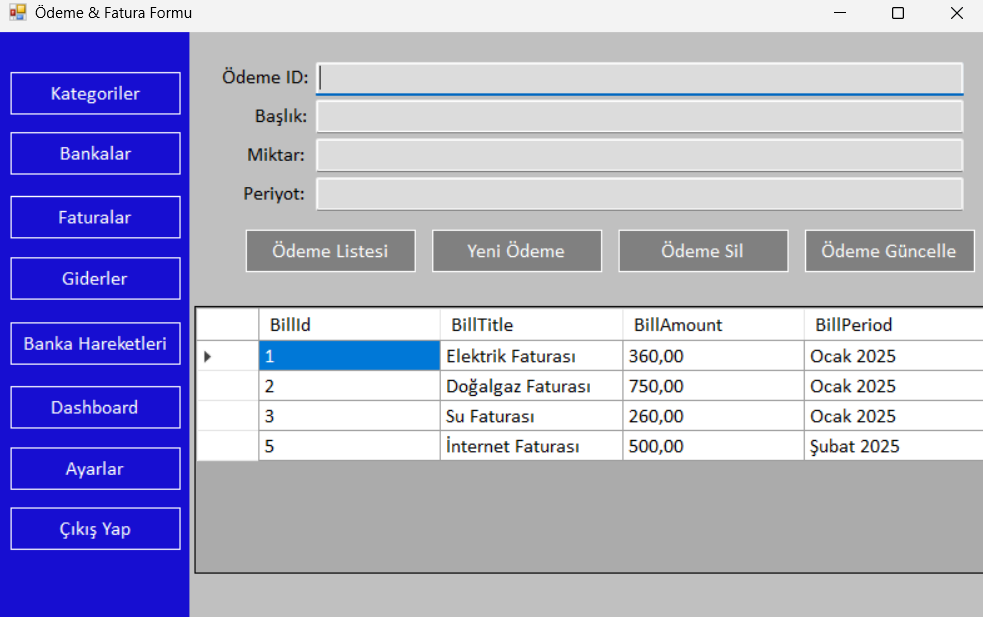 Ödeme & Fatura Formu
Kategoriler
Bankalar
Faturalar
Giderler
Banka Hareketleri
Dashboard
Ayarlar
Çıkış Yap
Ödeme ID:
Başlık:
Miktar:
Periyot:
Ödeme Listesi Yeni Ödeme Ödeme Sil Ödeme Güncelle
BillId BillTitle BillAmount BillPeriod
1 Elektrik Faturası 360,00 Ocak 2025
2 Doğalgaz Faturası 750,00 Ocak 2025
3 Su Faturası 260,00 Ocak 2025
5 İnternet Faturası 500,00 Şubat 2025